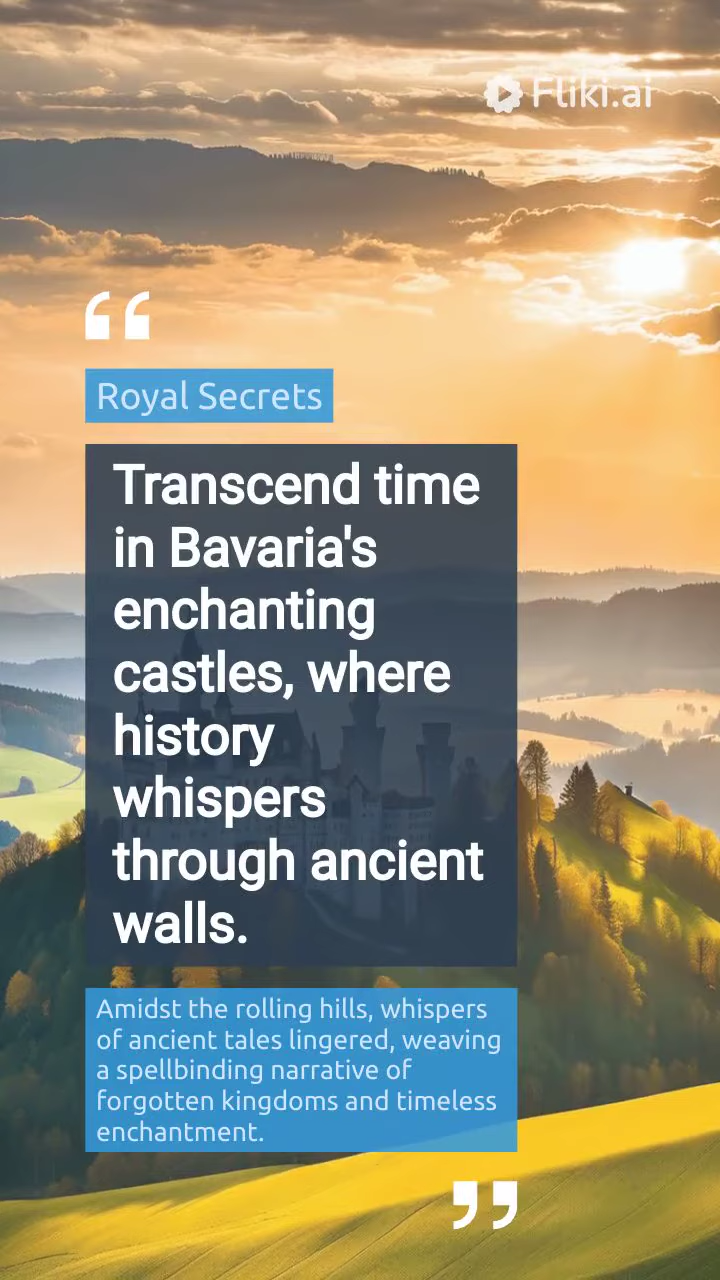 Fliki.ai
“
Royal Secrets
Transcend time
in Bavaria's
enchanting
castles, where
history
whispers
through ancient
walls.
Amidst the rolling hills, whispers
of ancient tales lingered, weaving
a spellbinding narrative of
forgotten kingdoms and timeless
enchantment.
”